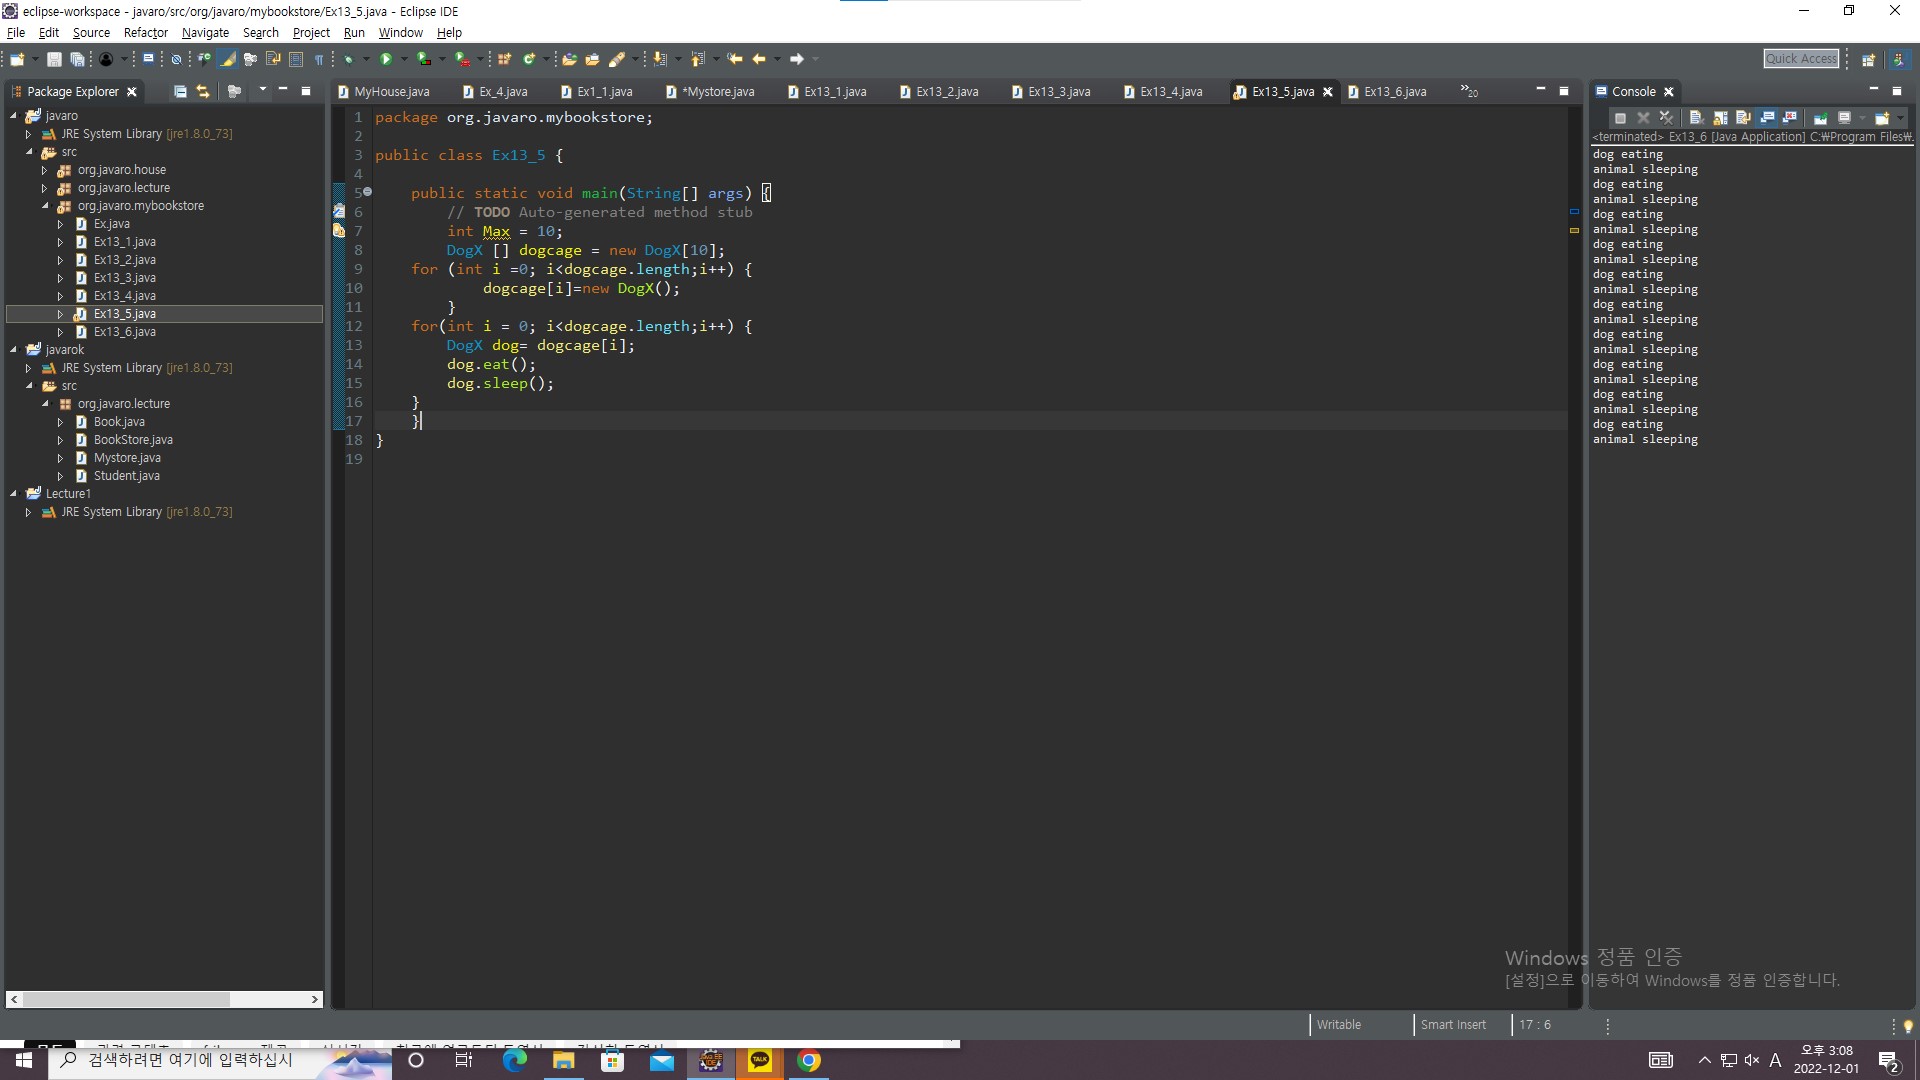 eclipse-workspace - javaro/src/org/javaro/mybookstore/Ex13_5.java - Eclipse IDE
File Edit Source Refactor Navigate Search Project Run Window Help
Quick Access
Package Explorer
javaro
JRE System Library [jre1.8.0_73]
src
org.javaro.house
org.javaro.lecture
org.javaro.mybookstore
Ex.java
Ex13_1.java
Ex13_2.java
Ex13_3.java
Ex13_4.java
Ex13_5.java
Ex13_6.java
javarok
JRE System Library [jre1.8.0_73]
src
org.javaro.lecture
Book.java
BookStore.java
Mystore.java
Student.java
Lecture1
JRE System Library [jre1.8.0_73]
MyHouse.java Ex_4.java Ex1_1.java *Mystore.java Ex13_1.java Ex13_2.java Ex13_3.java Ex13_4.java Ex13_5.java Ex13_6.java »20
1 package org.javaro.mybookstore;
2
3 public class Ex13_5 {
4
5 public static void main(String[] args) {
6 // TODO Auto-generated method stub
7 int Max = 10;
8 DogX [] dogcage = new DogX[10];
9 for (int i =0; i<dogcage.length;i++) {
10 dogcage[i]=new DogX();
11 }
12 for(int i = 0; i<dogcage.length;i++) {
13 DogX dog= dogcage[i];
14 dog.eat();
15 dog.sleep();
16 }
17 }
18 }
19
Console
<terminated> Ex13_6 [Java Application] C:₩Program Files₩
dog eating
animal sleeping
dog eating
animal sleeping
dog eating
animal sleeping
dog eating
animal sleeping
dog eating
animal sleeping
dog eating
animal sleeping
dog eating
animal sleeping
dog eating
animal sleeping
dog eating
animal sleeping
dog eating
animal sleeping
Windows 정품 인증
[설정]으로 이동하여 Windows를 정품 인증합니다.
Writable Smart Insert 17 : 6
검색하려면 여기에 입력하십시
TALK
A
오후 3:08
2022-12-01
2